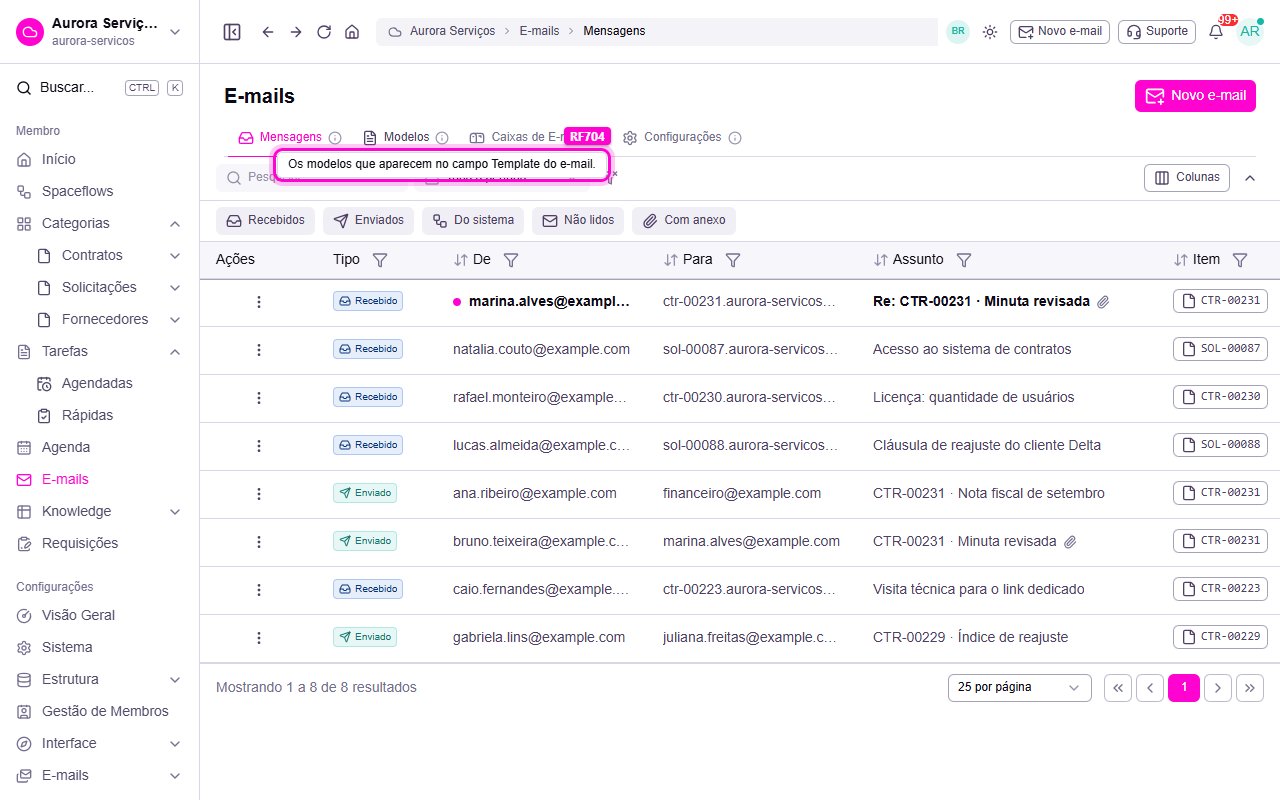 Aurora Serviç...
aurora-servicos
Aurora Serviços
E-mails
Mensagens
BR
Novo e-mail
Suporte
99+
AR
Buscar...
CTRL
K
Membro
Início
Spaceflows
Categorias
Contratos
Solicitações
Fornecedores
Tarefas
Agendadas
Rápidas
Agenda
E-mails
Knowledge
Requisições
Configurações
Visão Geral
Sistema
Estrutura
Gestão de Membros
Interface
E-mails
E-mails
Novo e-mail
Mensagens
Modelos
Caixas de E-
RF704
Configurações
Os modelos que aparecem no campo Template do e-mail.
Colunas
Recebidos
Enviados
Do sistema
Não lidos
Com anexo
Ações Tipo De Para Assunto Item
Recebido marina.alves@exampl... ctr-00231.aurora-servicos... Re: CTR-00231 · Minuta revisada CTR-00231
Recebido natalia.couto@example.com sol-00087.aurora-servicos... Acesso ao sistema de contratos SOL-00087
Recebido rafael.monteiro@example... ctr-00230.aurora-servicos... Licença: quantidade de usuários CTR-00230
Recebido lucas.almeida@example.c... sol-00088.aurora-servicos... Cláusula de reajuste do cliente Delta SOL-00088
Enviado ana.ribeiro@example.com financeiro@example.com CTR-00231 · Nota fiscal de setembro CTR-00231
Enviado bruno.teixeira@example.c... marina.alves@example.com CTR-00231 · Minuta revisada CTR-00231
Recebido caio.fernandes@example.... ctr-00223.aurora-servicos... Visita técnica para o link dedicado CTR-00223
Enviado gabriela.lins@example.com juliana.freitas@example.c... CTR-00229 · Índice de reajuste CTR-00229
Mostrando 1 a 8 de 8 resultados
25 por página
1